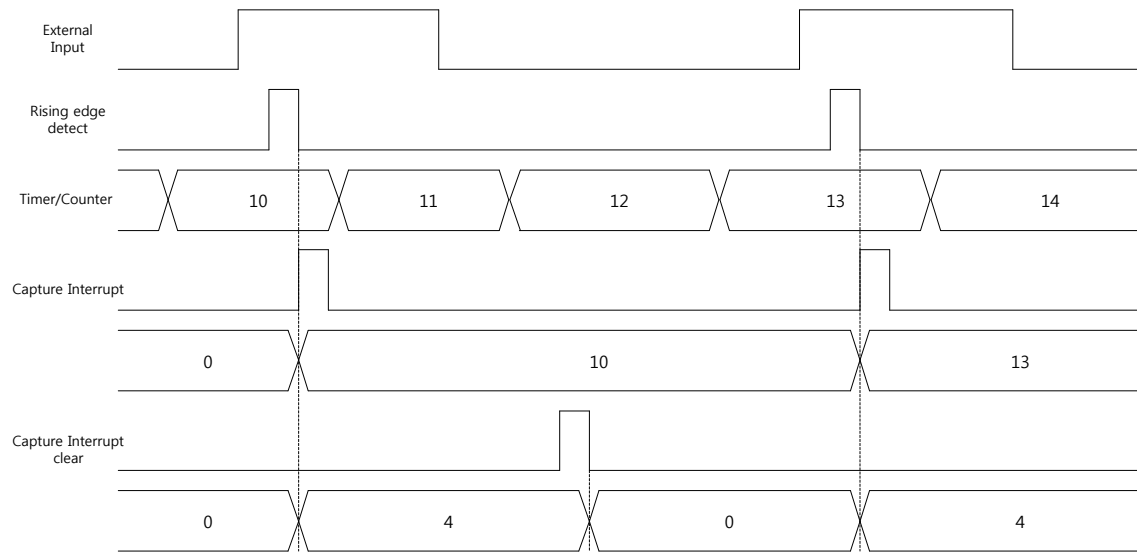 External
Input
Rising edge
detect
Timer/Counter
10
11
12
13
14
Capture Interrupt
0
10
13
Capture Interrupt
clear
0
4
0
4